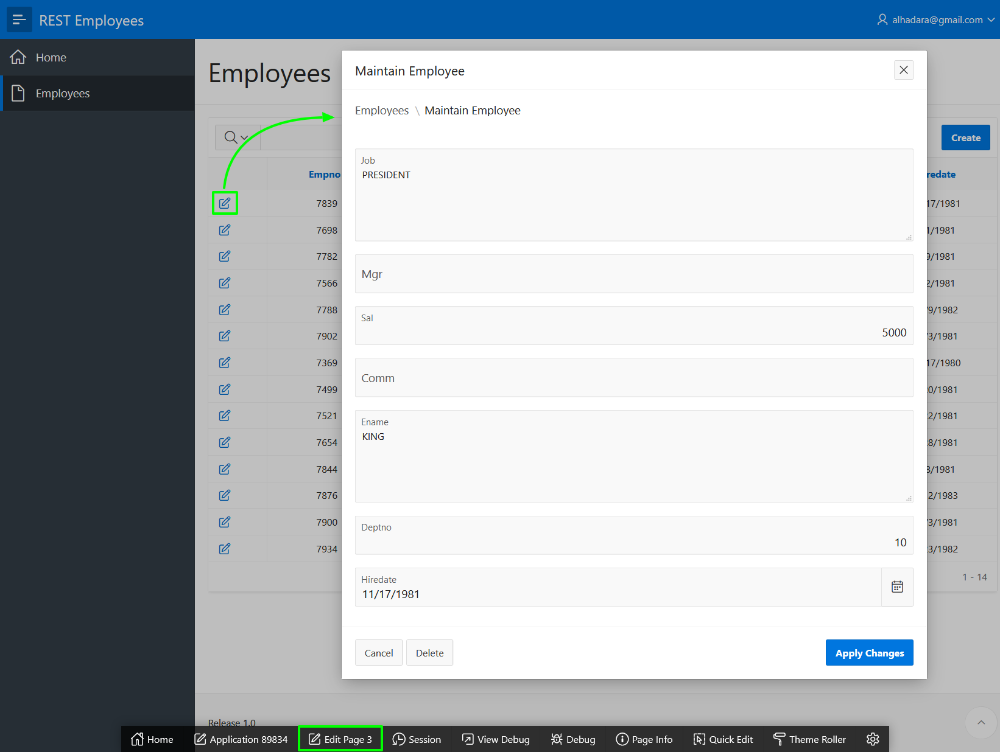 REST Employees
alhadara@gmail.com
Home
Employees
Employees
Create
Empno
redate
7839
17/1981
7698
1/1981
7782
9/1981
7566
2/1981
7788
/9/1982
7902
/3/1981
7369
17/1980
7499
0/1981
7521
22/1981
7654
8/1981
7844
8/1981
7876
2/1983
7900
/3/1981
7934
23/1982
1 - 14
Maintain Employee
Employees \ Maintain Employee
Job
PRESIDENT
Mgr
Sal
5000
Comm
Ename
KING
Deptno
10
Hiredate
11/17/1981
Cancel
Delete
Apply Changes
Release 1.0
Home
Application 89834
Edit Page 3
Session
View Debug
Debug
Page Info
Quick Edit
Theme Roller